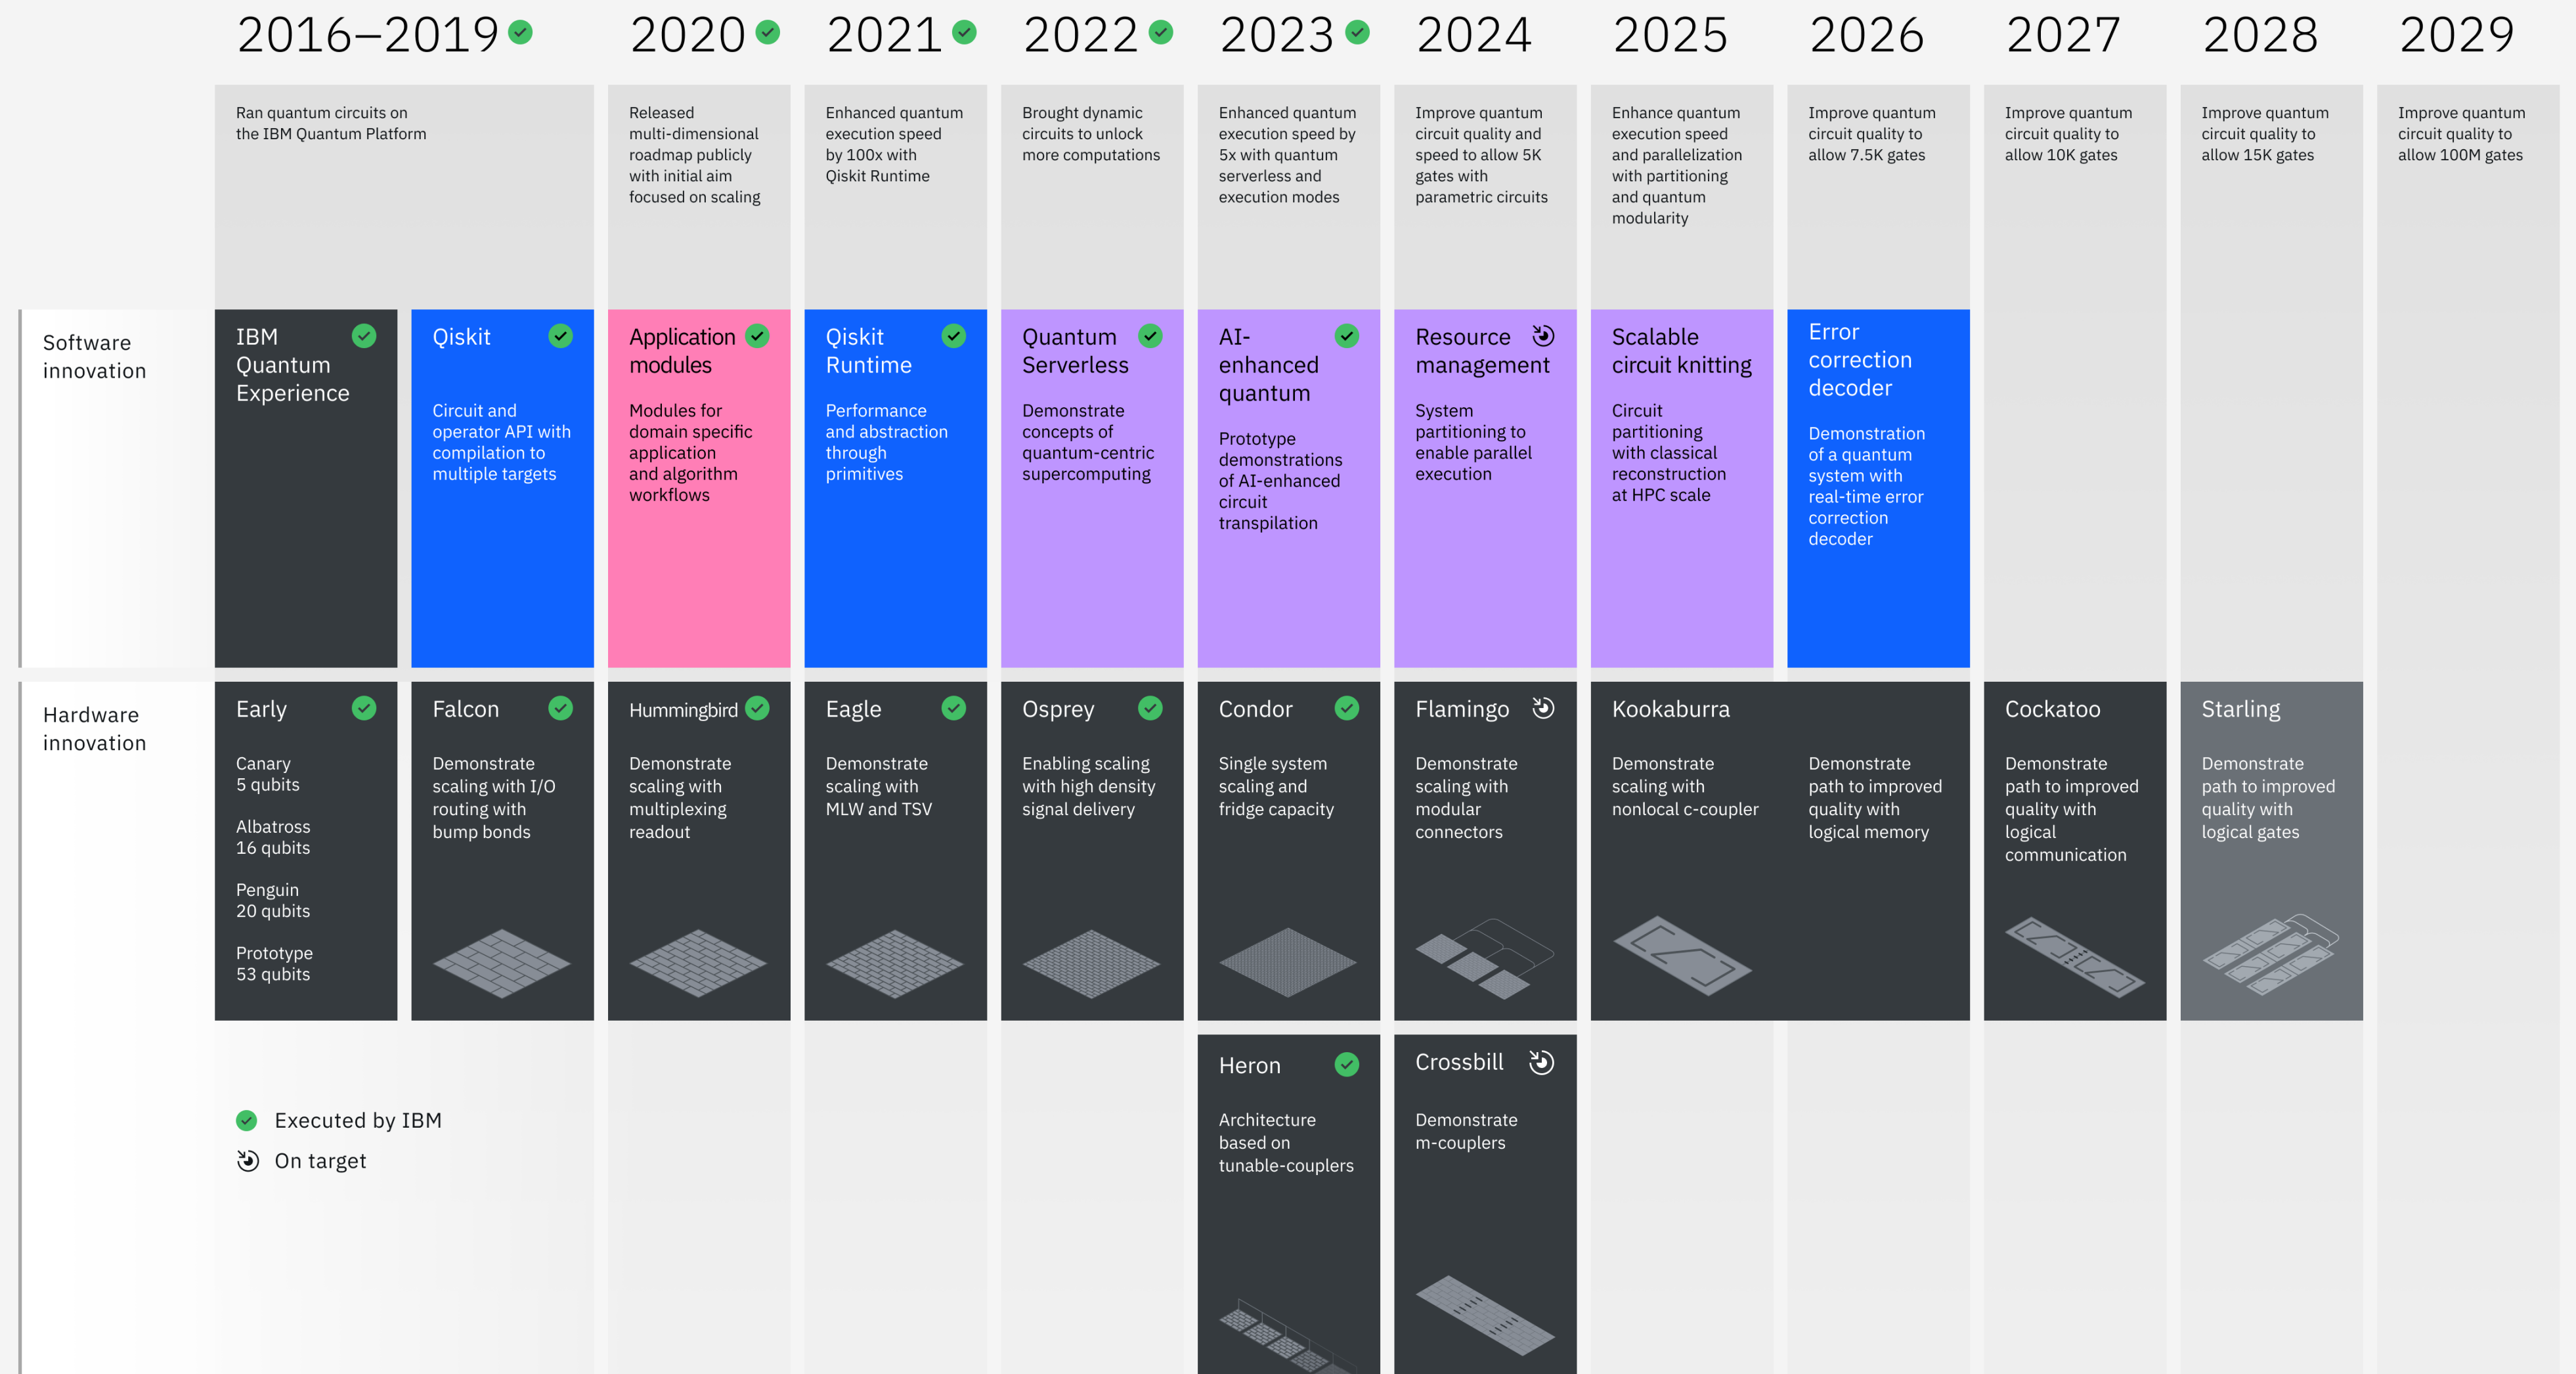 2016–2019
2020
2021
2022
2023
2024
2025
2026
2027
2028
2029
Ran quantum circuits on
the IBM Quantum Platform
Released
multi-dimensional
roadmap publicly
with initial aim
focused on scaling
Enhanced quantum
execution speed
by 100x with
Qiskit Runtime
Brought dynamic
circuits to unlock
more computations
Enhanced quantum
execution speed by
5x with quantum
serverless and
execution modes
Improve quantum
circuit quality and
speed to allow 5K
gates with
parametric circuits
Enhance quantum
execution speed
and parallelization
with partitioning
and quantum
modularity
Improve quantum
circuit quality to
allow 7.5K gates
Improve quantum
circuit quality to
allow 10K gates
Improve quantum
circuit quality to
allow 15K gates
Improve quantum
circuit quality to
allow 100M gates
Software
innovation
IBM
Quantum
Experience
Qiskit
Circuit and
operator API with
compilation to
multiple targets
Application
modules
Modules for
domain specific
application
and algorithm
workflows
Qiskit
Runtime
Performance
and abstraction
through
primitives
Quantum
Serverless
Demonstrate
concepts of
quantum-centric
supercomputing
AI-
enhanced
quantum
Prototype
demonstrations
of AI-enhanced
circuit
transpilation
Resource
management
System
partitioning to
enable parallel
execution
Scalable
circuit knitting
Circuit
partitioning
with classical
reconstruction
at HPC scale
Error
correction
decoder
Demonstration
of a quantum
system with
real-time error
correction
decoder
Hardware
innovation
Early
Canary
5 qubits
Albatross
16 qubits
Penguin
20 qubits
Prototype
53 qubits
Falcon
Demonstrate
scaling with I/O
routing with
bump bonds
Hummingbird
Demonstrate
scaling with
multiplexing
readout
Eagle
Demonstrate
scaling with
MLW and TSV
Osprey
Enabling scaling
with high density
signal delivery
Condor
Single system
scaling and
fridge capacity
Flamingo
Demonstrate
scaling with
modular
connectors
Kookaburra
Demonstrate
scaling with
nonlocal c-coupler
Demonstrate
path to improved
quality with
logical memory
Cockatoo
Demonstrate
path to improved
quality with
logical
communication
Starling
Demonstrate
path to improved
quality with
logical gates
Heron
Architecture
based on
tunable-couplers
Crossbill
Demonstrate
m-couplers
Executed by IBM
On target